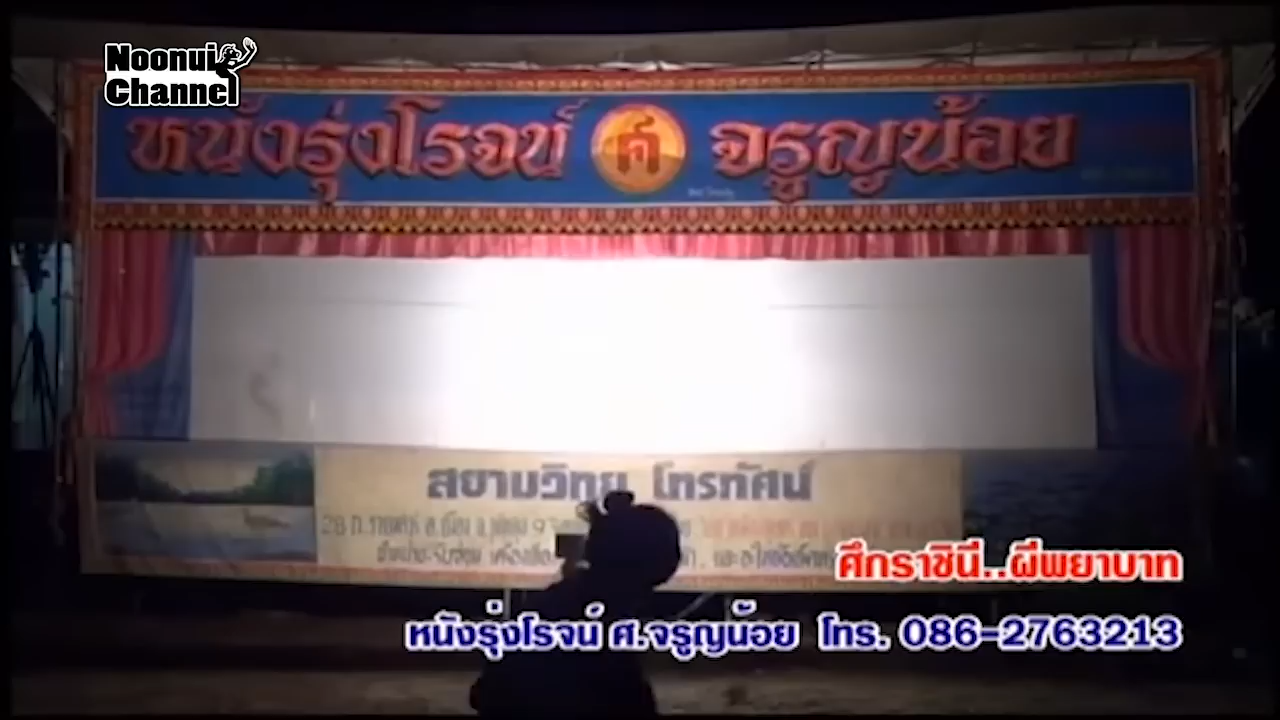 Noonui
Channel
หนังรุ่งโรจน์ ศ จรูญน้อย
สยามวิทยุ โทรทัศน์
ศึกราชินี..ผีพยาบาท
หนังรุ่งโรจน์ ศ.จรูญน้อย โทร. 086-2763213